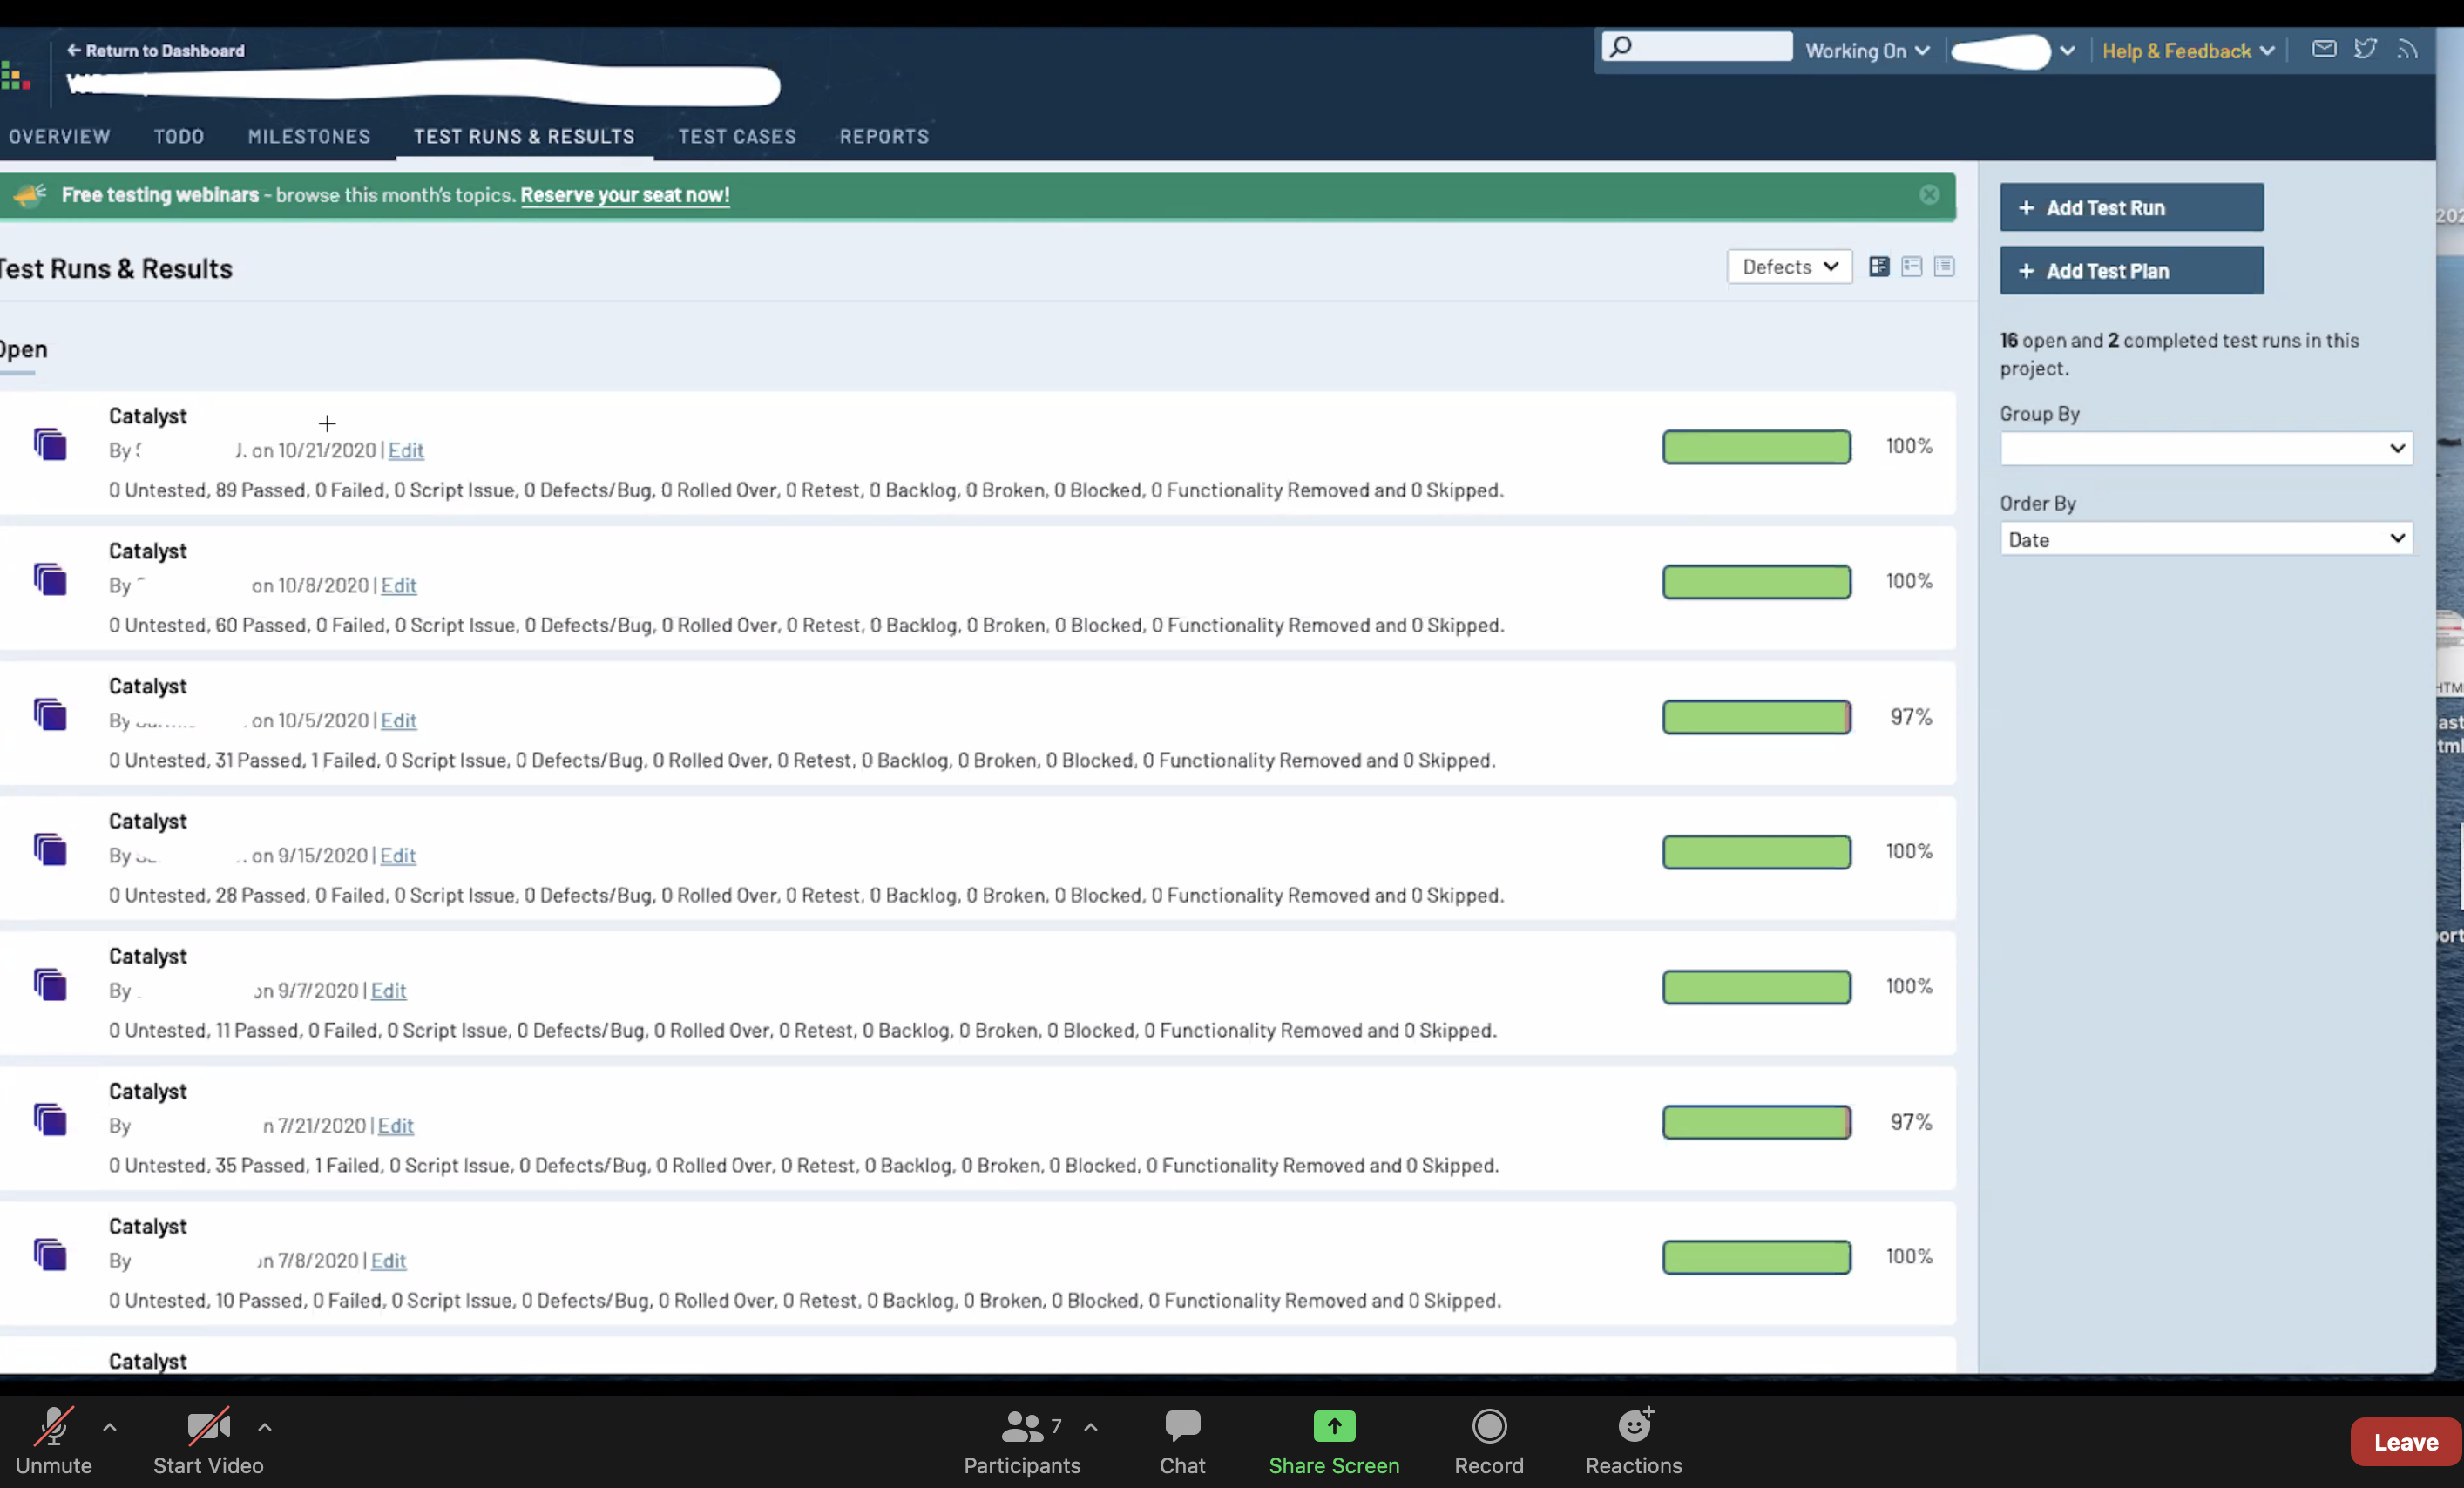 ← Return to Dashboard
Working On
Help & Feedback
OVERVIEW TODO MILESTONES TEST RUNS & RESULTS TEST CASES REPORTS
Free testing webinars - browse this month's topics. Reserve your seat now!
+ Add Test Run
Test Runs & Results
Defects
+ Add Test Plan
16 open and 2 completed test runs in this
project.
Group By
Order By
Date
Open
Catalyst
By J. on 10/21/2020 | Edit
100%
0 Untested, 89 Passed, 0 Failed, 0 Script Issue, 0 Defects/Bug, 0 Rolled Over, 0 Retest, 0 Backlog, 0 Broken, 0 Blocked, 0 Functionality Removed and 0 Skipped.
Catalyst
By on 10/8/2020 | Edit
100%
0 Untested, 60 Passed, 0 Failed, 0 Script Issue, 0 Defects/Bug, 0 Rolled Over, 0 Retest, 0 Backlog, 0 Broken, 0 Blocked, 0 Functionality Removed and 0 Skipped.
Catalyst
By on 10/5/2020 | Edit
97%
0 Untested, 31 Passed, 1 Failed, 0 Script Issue, 0 Defects/Bug, 0 Rolled Over, 0 Retest, 0 Backlog, 0 Broken, 0 Blocked, 0 Functionality Removed and 0 Skipped.
Catalyst
By on 9/15/2020 | Edit
100%
0 Untested, 28 Passed, 0 Failed, 0 Script Issue, 0 Defects/Bug, 0 Rolled Over, 0 Retest, 0 Backlog, 0 Broken, 0 Blocked, 0 Functionality Removed and 0 Skipped.
Catalyst
By on 9/7/2020 | Edit
100%
0 Untested, 11 Passed, 0 Failed, 0 Script Issue, 0 Defects/Bug, 0 Rolled Over, 0 Retest, 0 Backlog, 0 Broken, 0 Blocked, 0 Functionality Removed and 0 Skipped.
Catalyst
By n 7/21/2020 | Edit
97%
0 Untested, 35 Passed, 1 Failed, 0 Script Issue, 0 Defects/Bug, 0 Rolled Over, 0 Retest, 0 Backlog, 0 Broken, 0 Blocked, 0 Functionality Removed and 0 Skipped.
Catalyst
By on 7/8/2020 | Edit
100%
0 Untested, 10 Passed, 0 Failed, 0 Script Issue, 0 Defects/Bug, 0 Rolled Over, 0 Retest, 0 Backlog, 0 Broken, 0 Blocked, 0 Functionality Removed and 0 Skipped.
Catalyst
7
Unmute Start Video Participants Chat Share Screen Record Reactions Leave